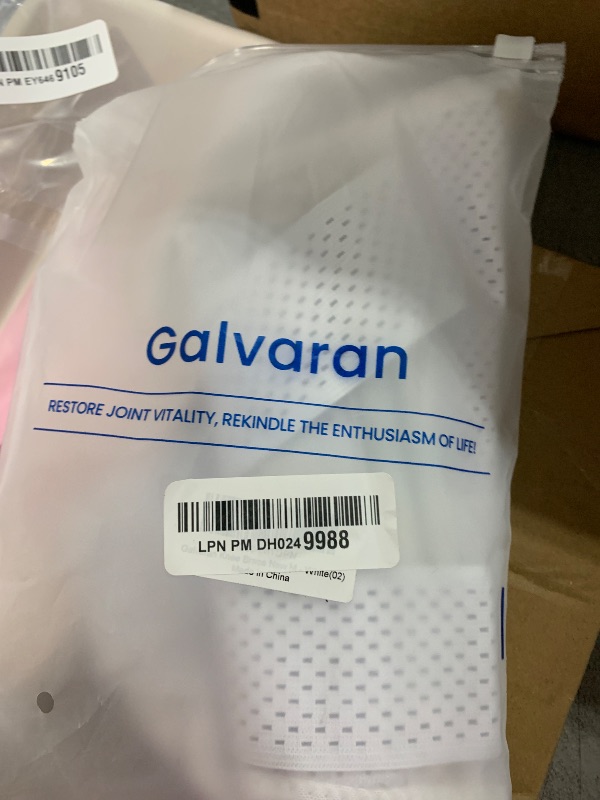 PM EY646 9105
Galvaran
RESTORE JOINT VITALITY, REKINDLE THE ENTHUSIASM OF LIFE!
LPN PM DH024 9988
White(02)
Made in China